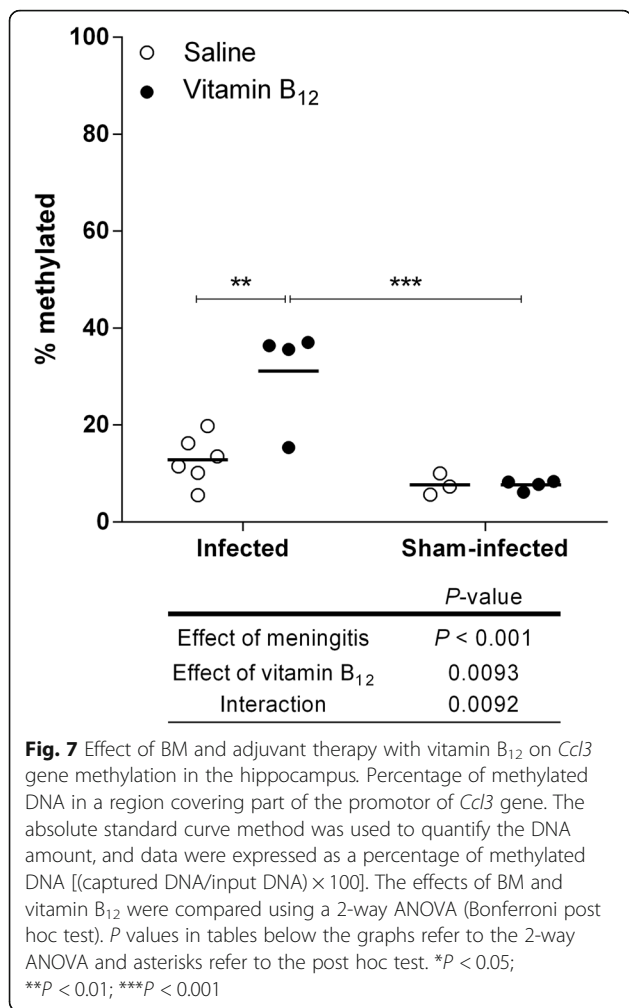 100
80
60
40
20
0
% methylated
Saline
Vitamin B12
**
***
Infected
Sham-infected
P-value
Effect of meningitis P < 0.001
Effect of vitamin B12 0.0093
Interaction 0.0092
Fig. 7 Effect of BM and adjuvant therapy with vitamin B12 on Ccl3
gene methylation in the hippocampus. Percentage of methylated
DNA in a region covering part of the promotor of Ccl3 gene. The
absolute standard curve method was used to quantify the DNA
amount, and data were expressed as a percentage of methylated
DNA [(captured DNA/input DNA) × 100]. The effects of BM and
vitamin B12 were compared using a 2-way ANOVA (Bonferroni post
hoc test). P values in tables below the graphs refer to the 2-way
ANOVA and asterisks refer to the post hoc test. *P < 0.05;
**P < 0.01; ***P < 0.001